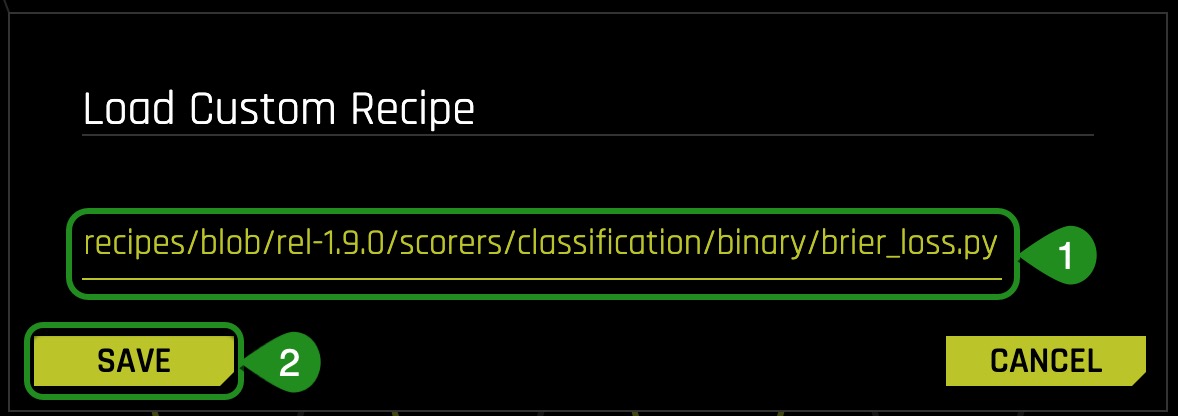 Load Custom Recipe
recipes/blob/rel-1.9.0/scorers/classification/binary/brier_loss.py
1
SAVE
2
CANCEL